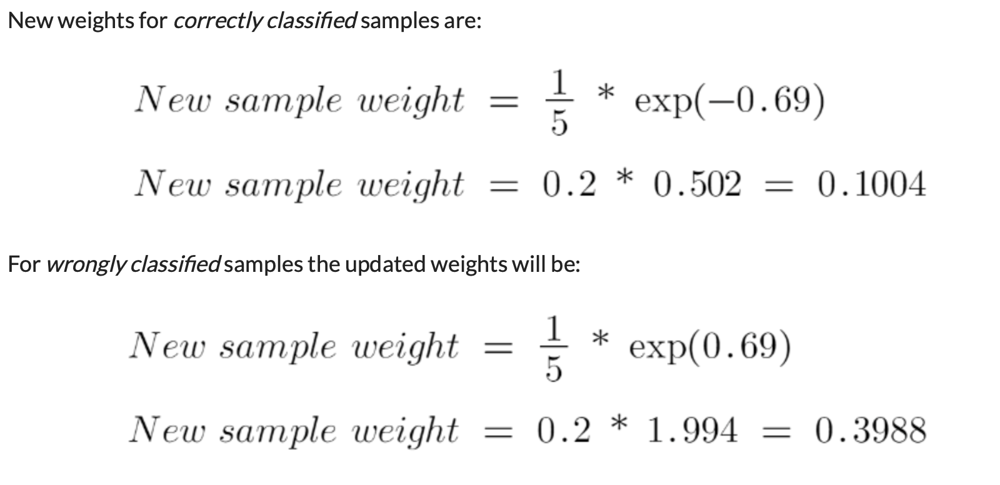 New weights for correctly classified samples are:
New sample weight = 1/5 * exp(−0.69)
New sample weight = 0.2 * 0.502 = 0.1004
For wrongly classified samples the updated weights will be:
New sample weight = 1/5 * exp(0.69)
New sample weight = 0.2 * 1.994 = 0.3988